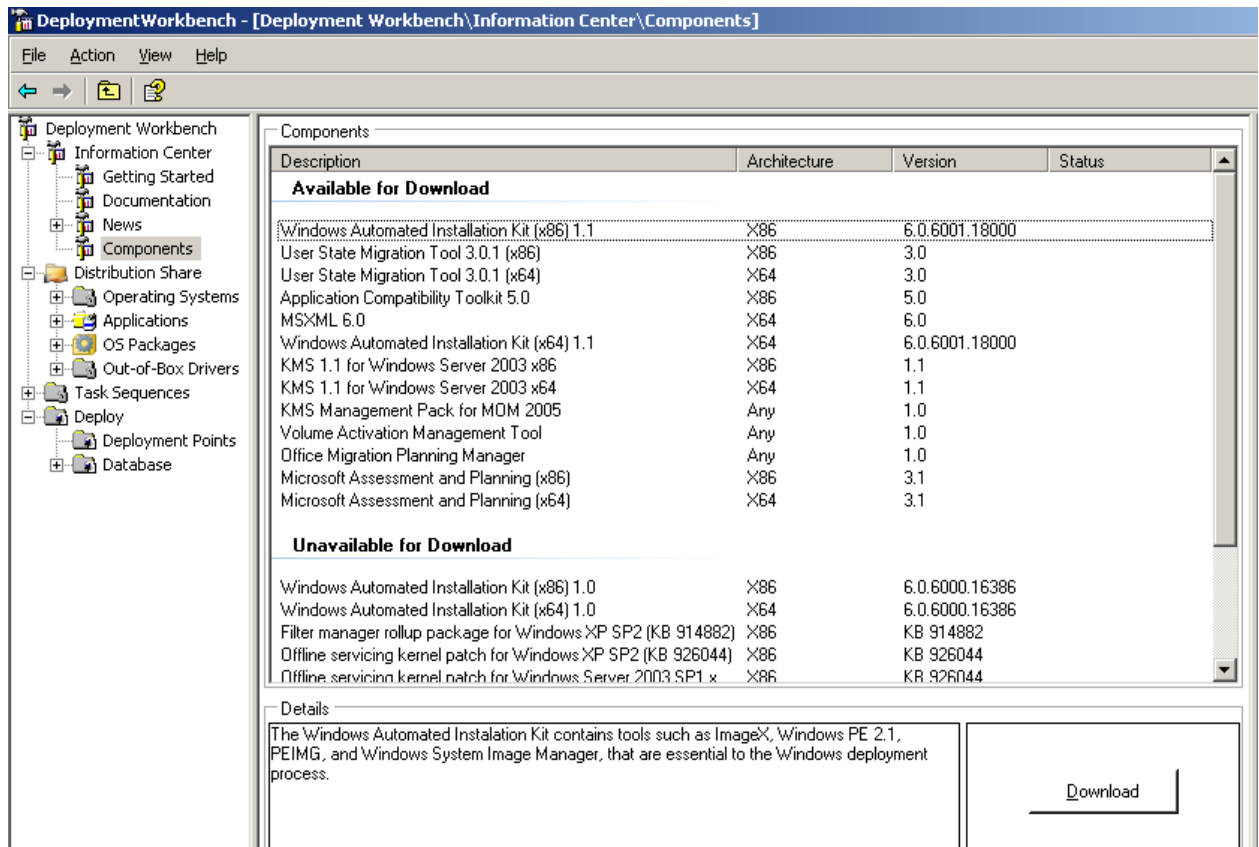 DeploymentWorkbench - [Deployment Workbench\Information Center\Components]
File Action View Help
Deployment Workbench
Information Center
Getting Started
Documentation
News
Components
Distribution Share
Operating Systems
Applications
OS Packages
Out-of-Box Drivers
Task Sequences
Deploy
Deployment Points
Database
Components
Description Architecture Version Status
Available for Download
Windows Automated Installation Kit (x86) 1.1 X86 6.0.6001.18000
User State Migration Tool 3.0.1 (x86) X86 3.0
User State Migration Tool 3.0.1 (x64) X64 3.0
Application Compatibility Toolkit 5.0 X86 5.0
MSXML 6.0 X64 6.0
Windows Automated Installation Kit (x64) 1.1 X64 6.0.6001.18000
KMS 1.1 for Windows Server 2003 x86 X86 1.1
KMS 1.1 for Windows Server 2003 x64 X64 1.1
KMS Management Pack for MOM 2005 Any 1.0
Volume Activation Management Tool Any 1.0
Office Migration Planning Manager Any 1.0
Microsoft Assessment and Planning (x86) X86 3.1
Microsoft Assessment and Planning (x64) X64 3.1
Unavailable for Download
Windows Automated Installation Kit (x86) 1.0 X86 6.0.6000.16386
Windows Automated Installation Kit (x64) 1.0 X64 6.0.6000.16386
Filter manager rollup package for Windows XP SP2 (KB 914882) X86 KB 914882
Offline servicing kernel patch for Windows XP SP2 (KB 926044) X86 KB 926044
Offline servicing kernel patch for Windows Server 2003 SP1 x... X86 KB 926044
Details
The Windows Automated Instalation Kit contains tools such as ImageX, Windows PE 2.1,
PEIMG, and Windows System Image Manager, that are essential to the Windows deployment
process.
Download